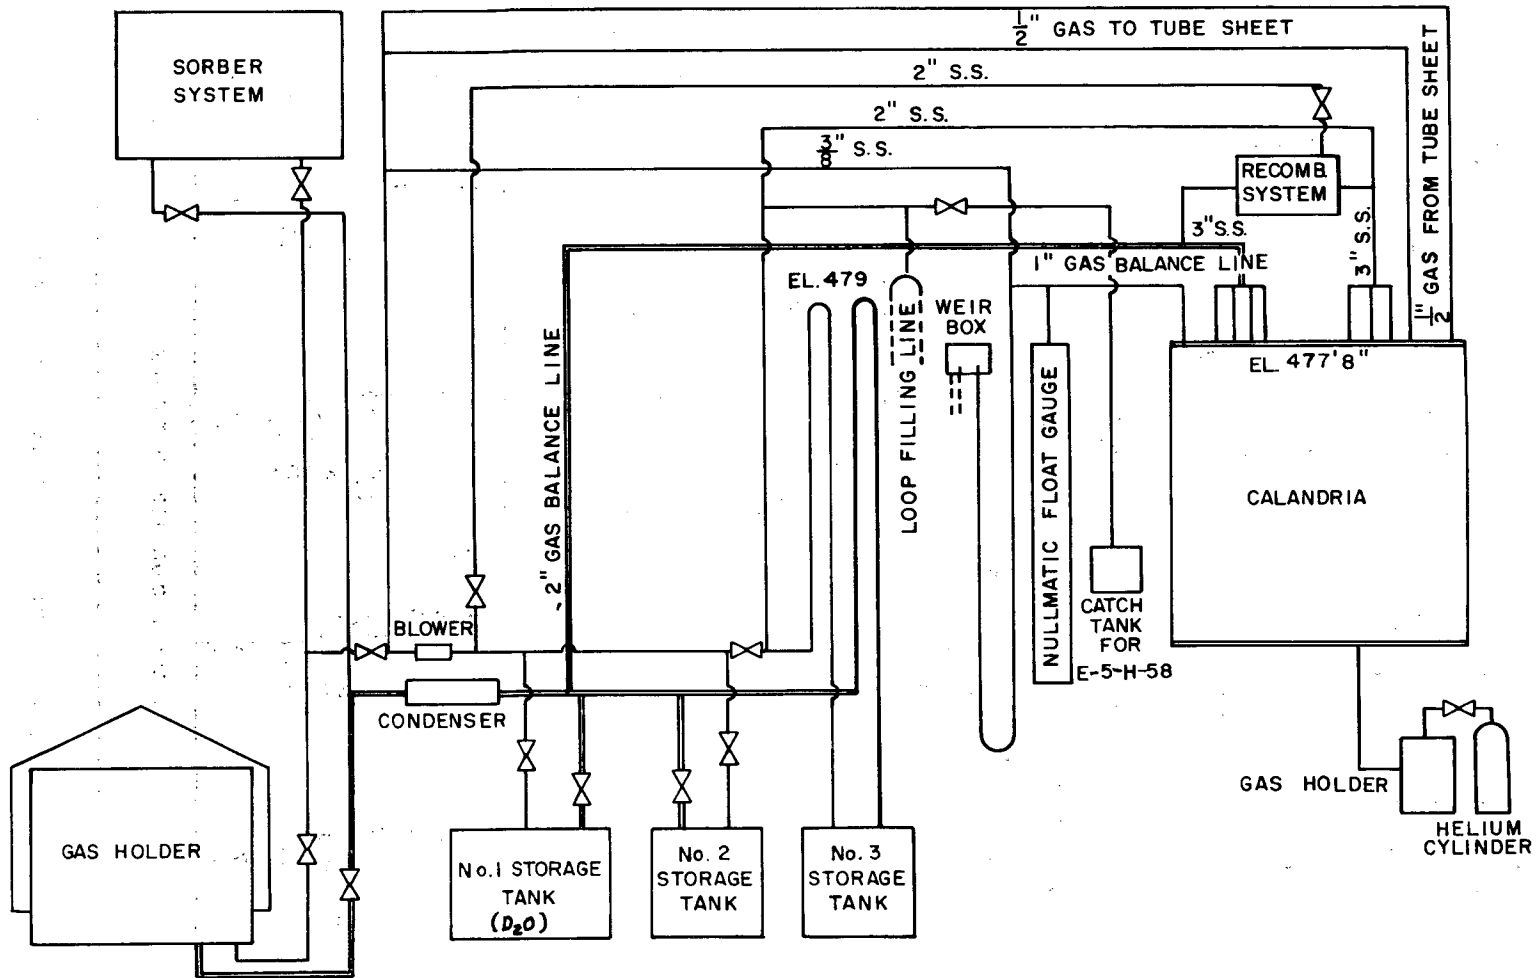 1/2" GAS TO TUBE SHEET
SORBER
SYSTEM
2" S.S.
2" S.S.
3/8" S.S.
RECOMB.
SYSTEM
1/2" GAS FROM TUBE SHEET
3" S.S.
3" S.S.
1" GAS BALANCE LINE
EL. 479
WEIR
BOX
LOOP FILLING LINE
NULLMATIC FLOAT GAUGE
EL. 477'8"
2" GAS BALANCE LINE
CALANDRIA
CATCH
TANK
FOR
E-5-H-58
BLOWER
CONDENSER
GAS HOLDER
HELIUM
CYLINDER
GAS HOLDER
No.1 STORAGE
TANK
(D₂O)
No. 2
STORAGE
TANK
No. 3
STORAGE
TANK